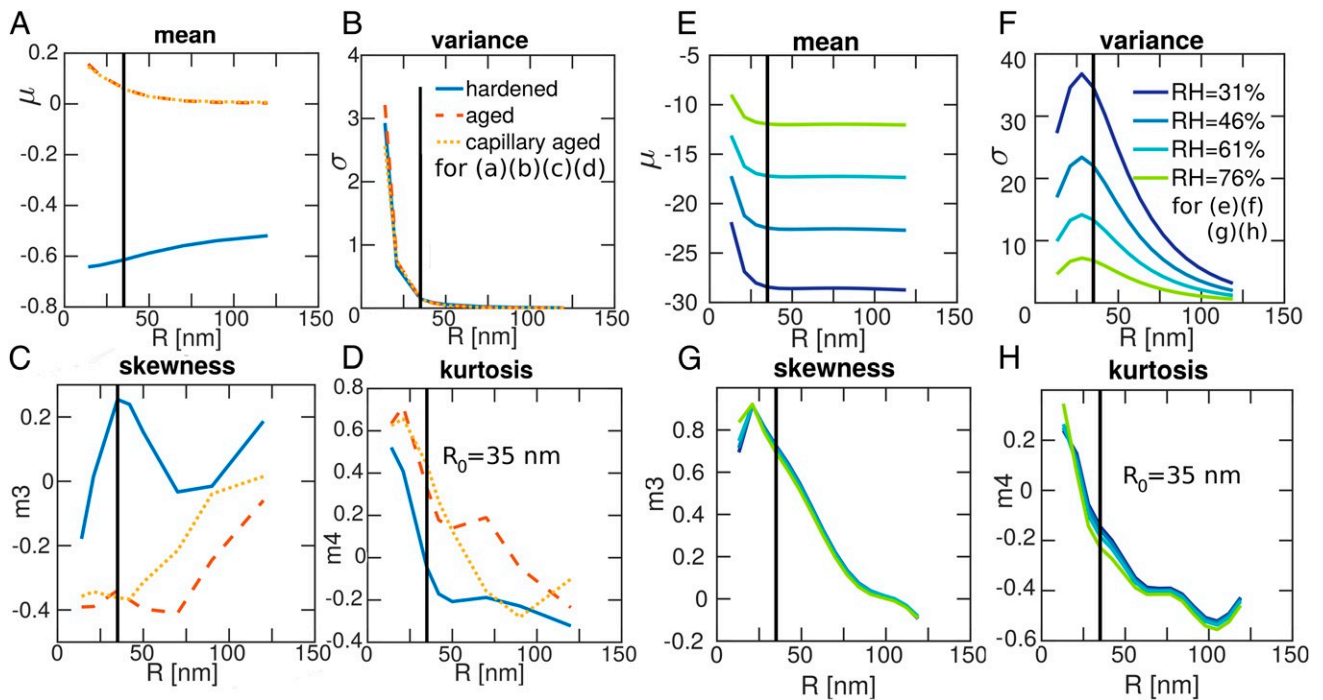 A
mean
0.2
0
-0.2
-0.4
-0.6
-0.8
μ
0
50
100
150
R [nm]
B
variance
4
3
2
1
0
σ
hardened
aged
capillary aged
for (a)(b)(c)(d)
0
50
100
150
R [nm]
E
mean
-5
-10
-15
-20
-25
-30
μ
0
50
100
150
R [nm]
F
variance
40
30
20
10
σ
RH=31%
RH=46%
RH=61%
RH=76%
for (e)(f)
(g)(h)
0
50
100
150
R [nm]
C
skewness
0.2
0
-0.2
-0.4
m3
0
50
100
150
R [nm]
D
kurtosis
0.8
0.6
0.4
0.2
0
-0.2
-0.4
m4
R0=35 nm
0
50
100
150
R [nm]
G
skewness
0.8
0.6
0.4
0.2
0
-0.2
m3
0
50
100
150
R [nm]
H
kurtosis
0.4
0.2
0
-0.2
-0.4
-0.6
m4
R0=35 nm
0
50
100
150
R [nm]